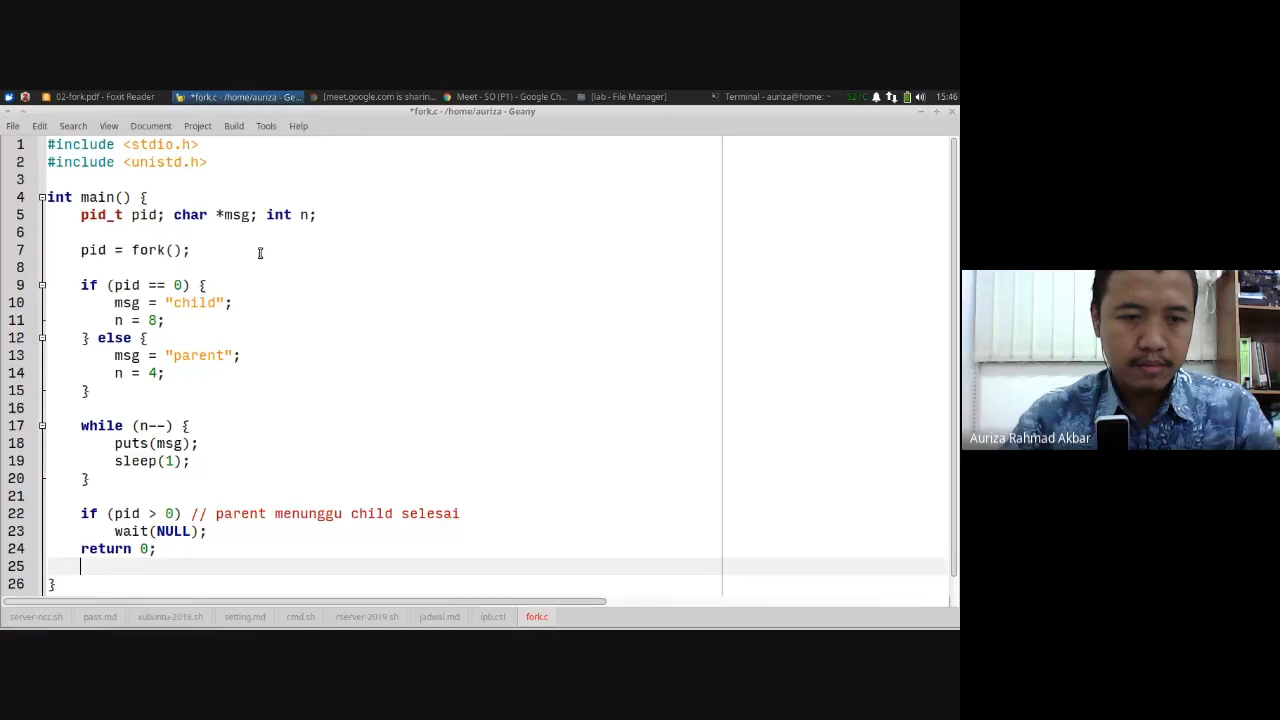 02-fork.pdf - Foxit Reader
*fork.c - /home/auriza - Ge...
[meet.google.com is sharin...
Meet - SO (P1) - Google Ch...
[lab - File Manager]
Terminal - auriza@home: ~
62°C
15:46
*fork.c - /home/auriza - Geany
File Edit Search View Document Project Build Tools Help
1 #include <stdio.h>
2 #include <unistd.h>
3
4 int main() {
5 pid_t pid; char *msg; int n;
6
7 pid = fork();
8
9 if (pid == 0) {
10 msg = "child";
11 n = 8;
12 } else {
13 msg = "parent";
14 n = 4;
15 }
16
17 while (n--) {
18 puts(msg);
19 sleep(1);
20 }
21
22 if (pid > 0) // parent menunggu child selesai
23 wait(NULL);
24 return 0;
25
26 }
server-ncc.sh pass.md xubuntu-2016.sh setting.md cmd.sh rserver-2019.sh jadwal.md ipb.csl fork.c
Auriza Rahmad Akbar